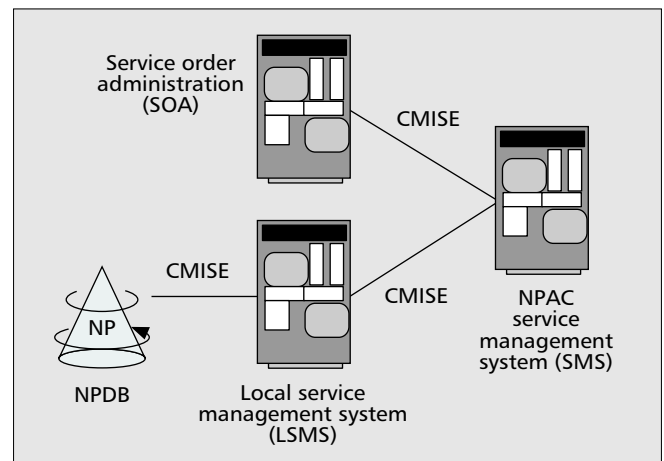 Service order
administration
(SOA)
CMISE
CMISE
CMISE
NP
NPDB
Local service
management system
(LSMS)
NPAC
service
management
system (SMS)